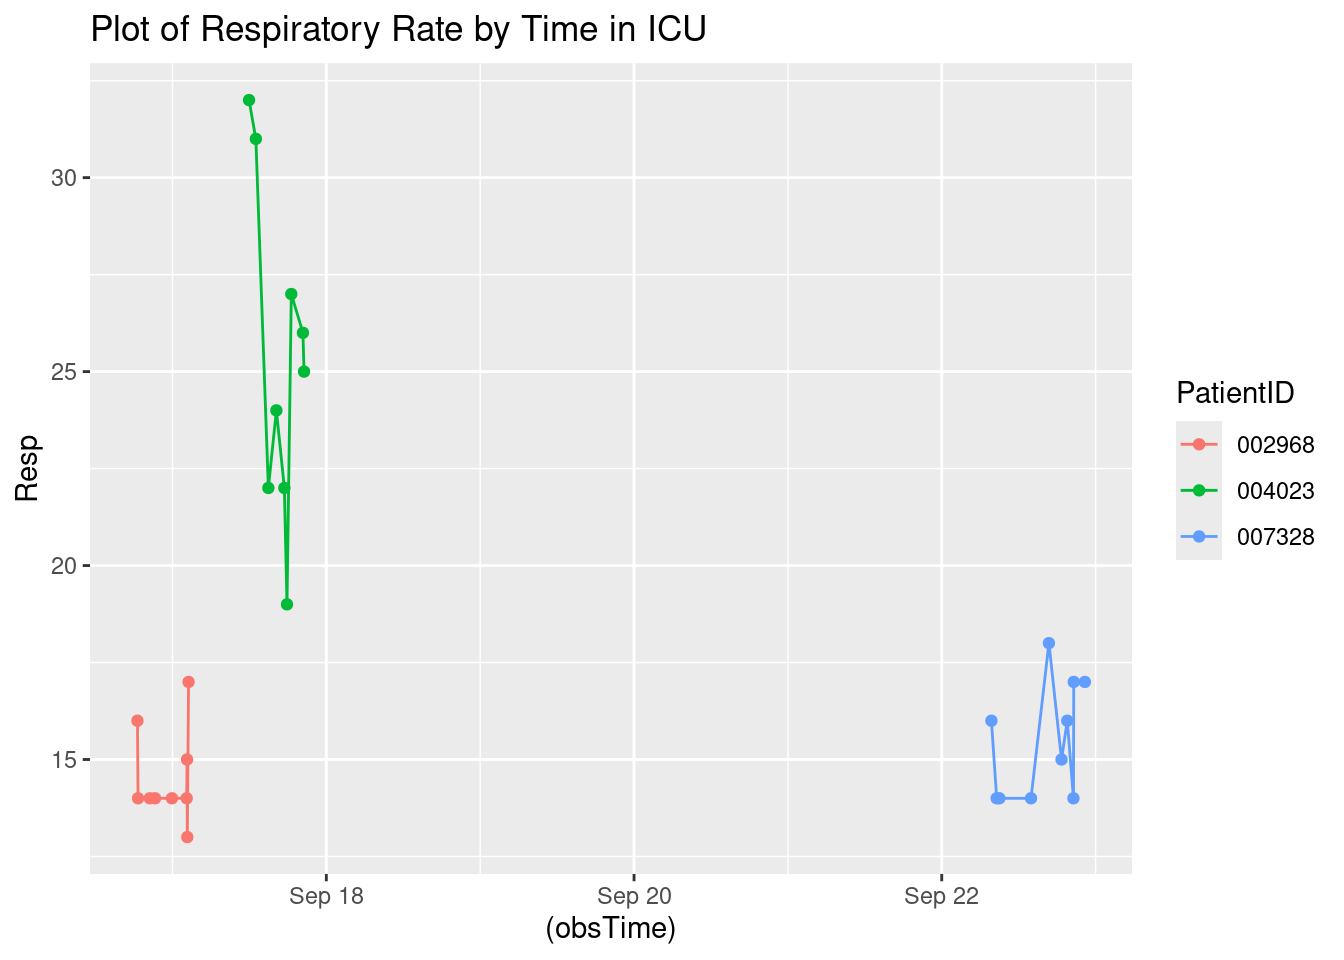 Plot of Respiratory Rate by Time in ICU
30
25
20
15
Resp
Sep 18
Sep 20
Sep 22
(obsTime)
PatientID
002968
004023
007328